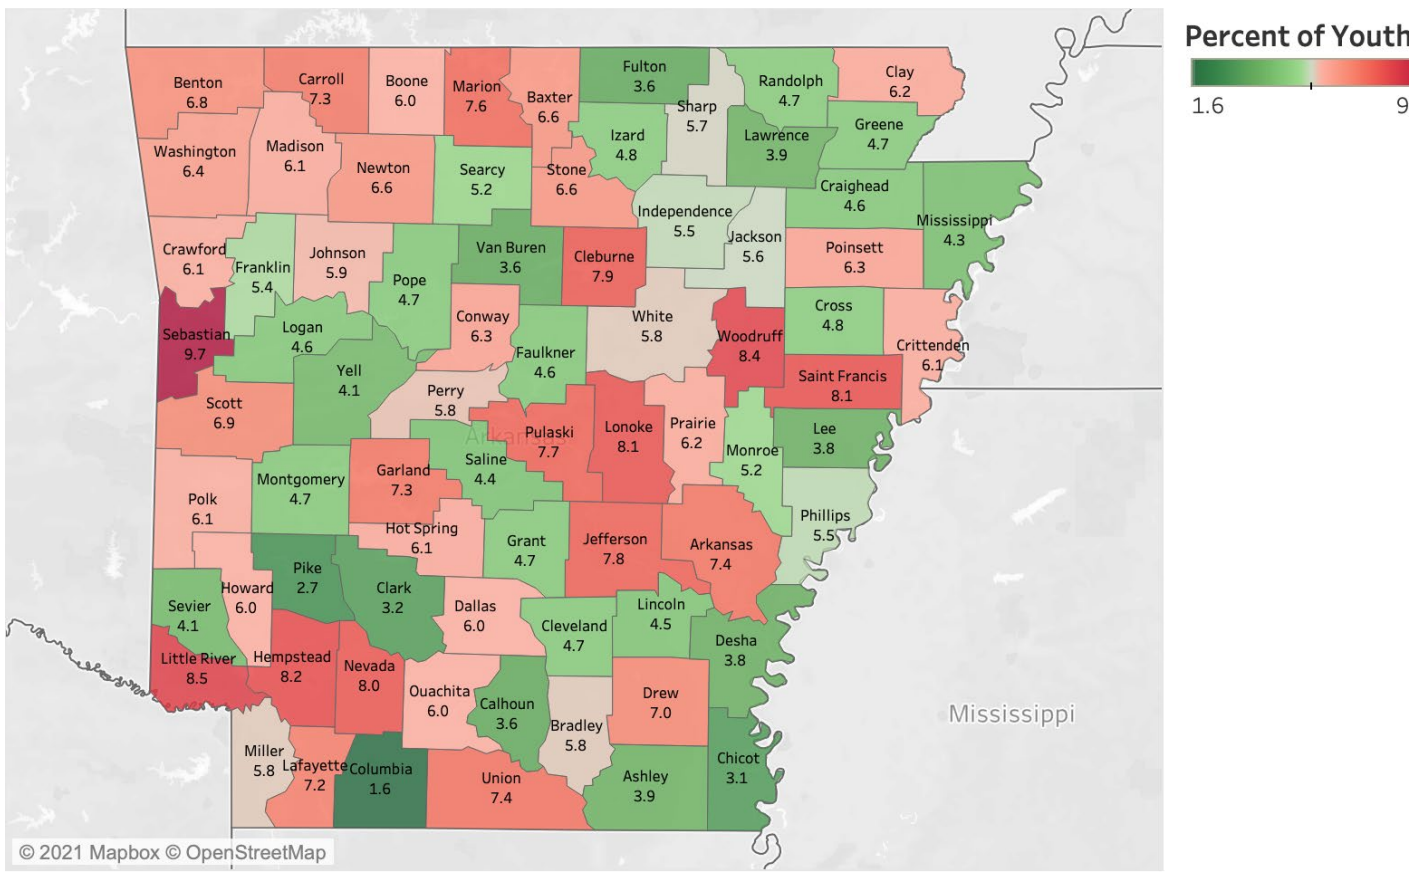 Percent of Youth
1.6
9
Benton
6.8
Carroll
7.3
Boone
6.0
Marion
7.6
Baxter
6.6
Fulton
3.6
Sharp
5.7
Randolph
4.7
Clay
6.2
Washington
6.4
Madison
6.1
Newton
6.6
Searcy
5.2
Stone
6.6
Izard
4.8
Lawrence
3.9
Greene
4.7
Craighead
4.6
Mississippi
4.3
Independence
5.5
Jackson
5.6
Poinsett
6.3
Crawford
6.1
Franklin
5.4
Johnson
5.9
Pope
4.7
Van Buren
3.6
Cleburne
7.9
Sebastian
9.7
Logan
4.6
Conway
6.3
White
5.8
Woodruff
8.4
Cross
4.8
Crittenden
6.1
Faulkner
4.6
Yell
4.1
Saint Francis
8.1
Scott
6.9
Perry
5.8
Arkansas
Pulaski
7.7
Lonoke
8.1
Prairie
6.2
Monroe
5.2
Lee
3.8
Polk
6.1
Montgomery
4.7
Garland
7.3
Saline
4.4
Hot Spring
6.1
Grant
4.7
Jefferson
7.8
Arkansas
7.4
Phillips
5.5
Howard
6.0
Pike
2.7
Clark
3.2
Dallas
6.0
Sevier
4.1
Cleveland
4.7
Lincoln
4.5
Desha
3.8
Little River
8.5
Hempstead
8.2
Nevada
8.0
Ouachita
6.0
Calhoun
3.6
Bradley
5.8
Drew
7.0
Mississippi
Miller
5.8
Lafayette
7.2
Columbia
1.6
Union
7.4
Ashley
3.9
Chicot
3.1
© 2021 Mapbox © OpenStreetMap